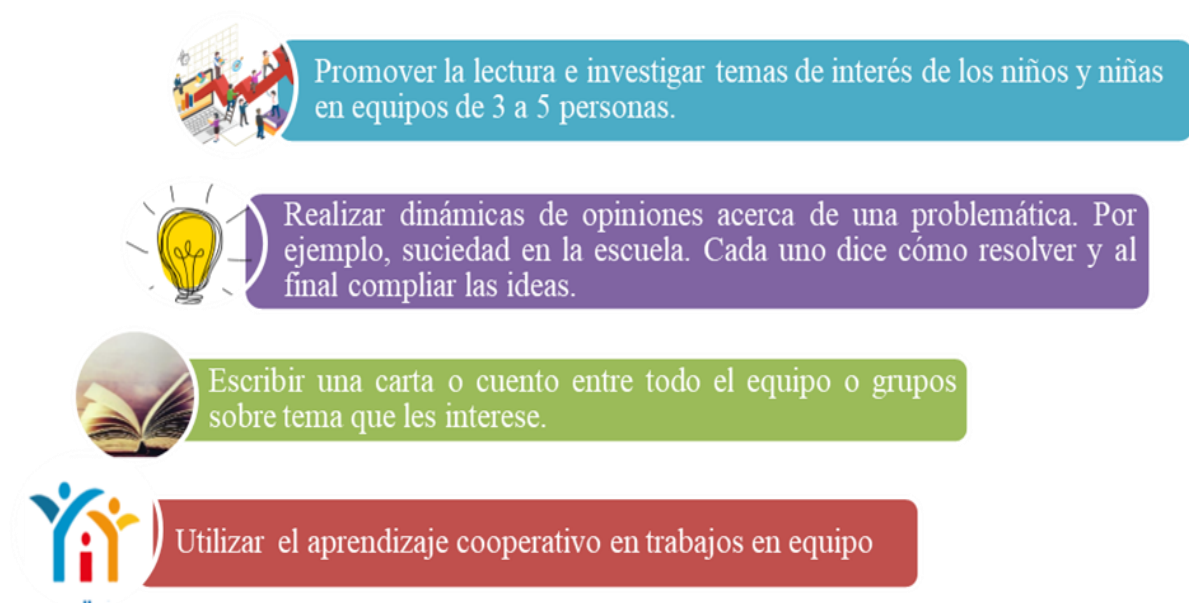 Promover la lectura e investigar temas de interés de los niños y niñas
en equipos de 3 a 5 personas.
Realizar dinámicas de opiniones acerca de una problemática. Por
ejemplo, suciedad en la escuela. Cada uno dice cómo resolver y al
final compliar las ideas.
Escribir una carta o cuento entre todo el equipo o grupos
sobre tema que les interese.
Utilizar el aprendizaje cooperativo en trabajos en equipo